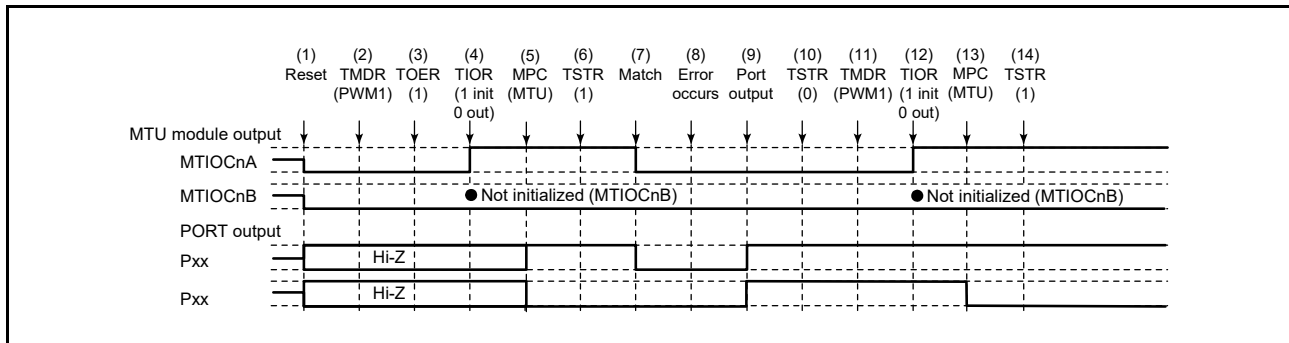 (1) (2) (3) (4) (5) (6) (7) (8) (9) (10) (11) (12) (13) (14)
Reset TMDR TOER TIOR MPC TSTR Match Error Port TSTR TMDR TIOR MPC TSTR
(PWM1) (1) (1 init (MTU) (1) occurs output (0) (PWM1) (1 init (MTU) (1)
0 out) 0 out)
MTU module output
MTIOCnA
MTIOCnB ● Not initialized (MTIOCnB) ● Not initialized (MTIOCnB)
PORT output
Pxx Hi-Z
Pxx Hi-Z